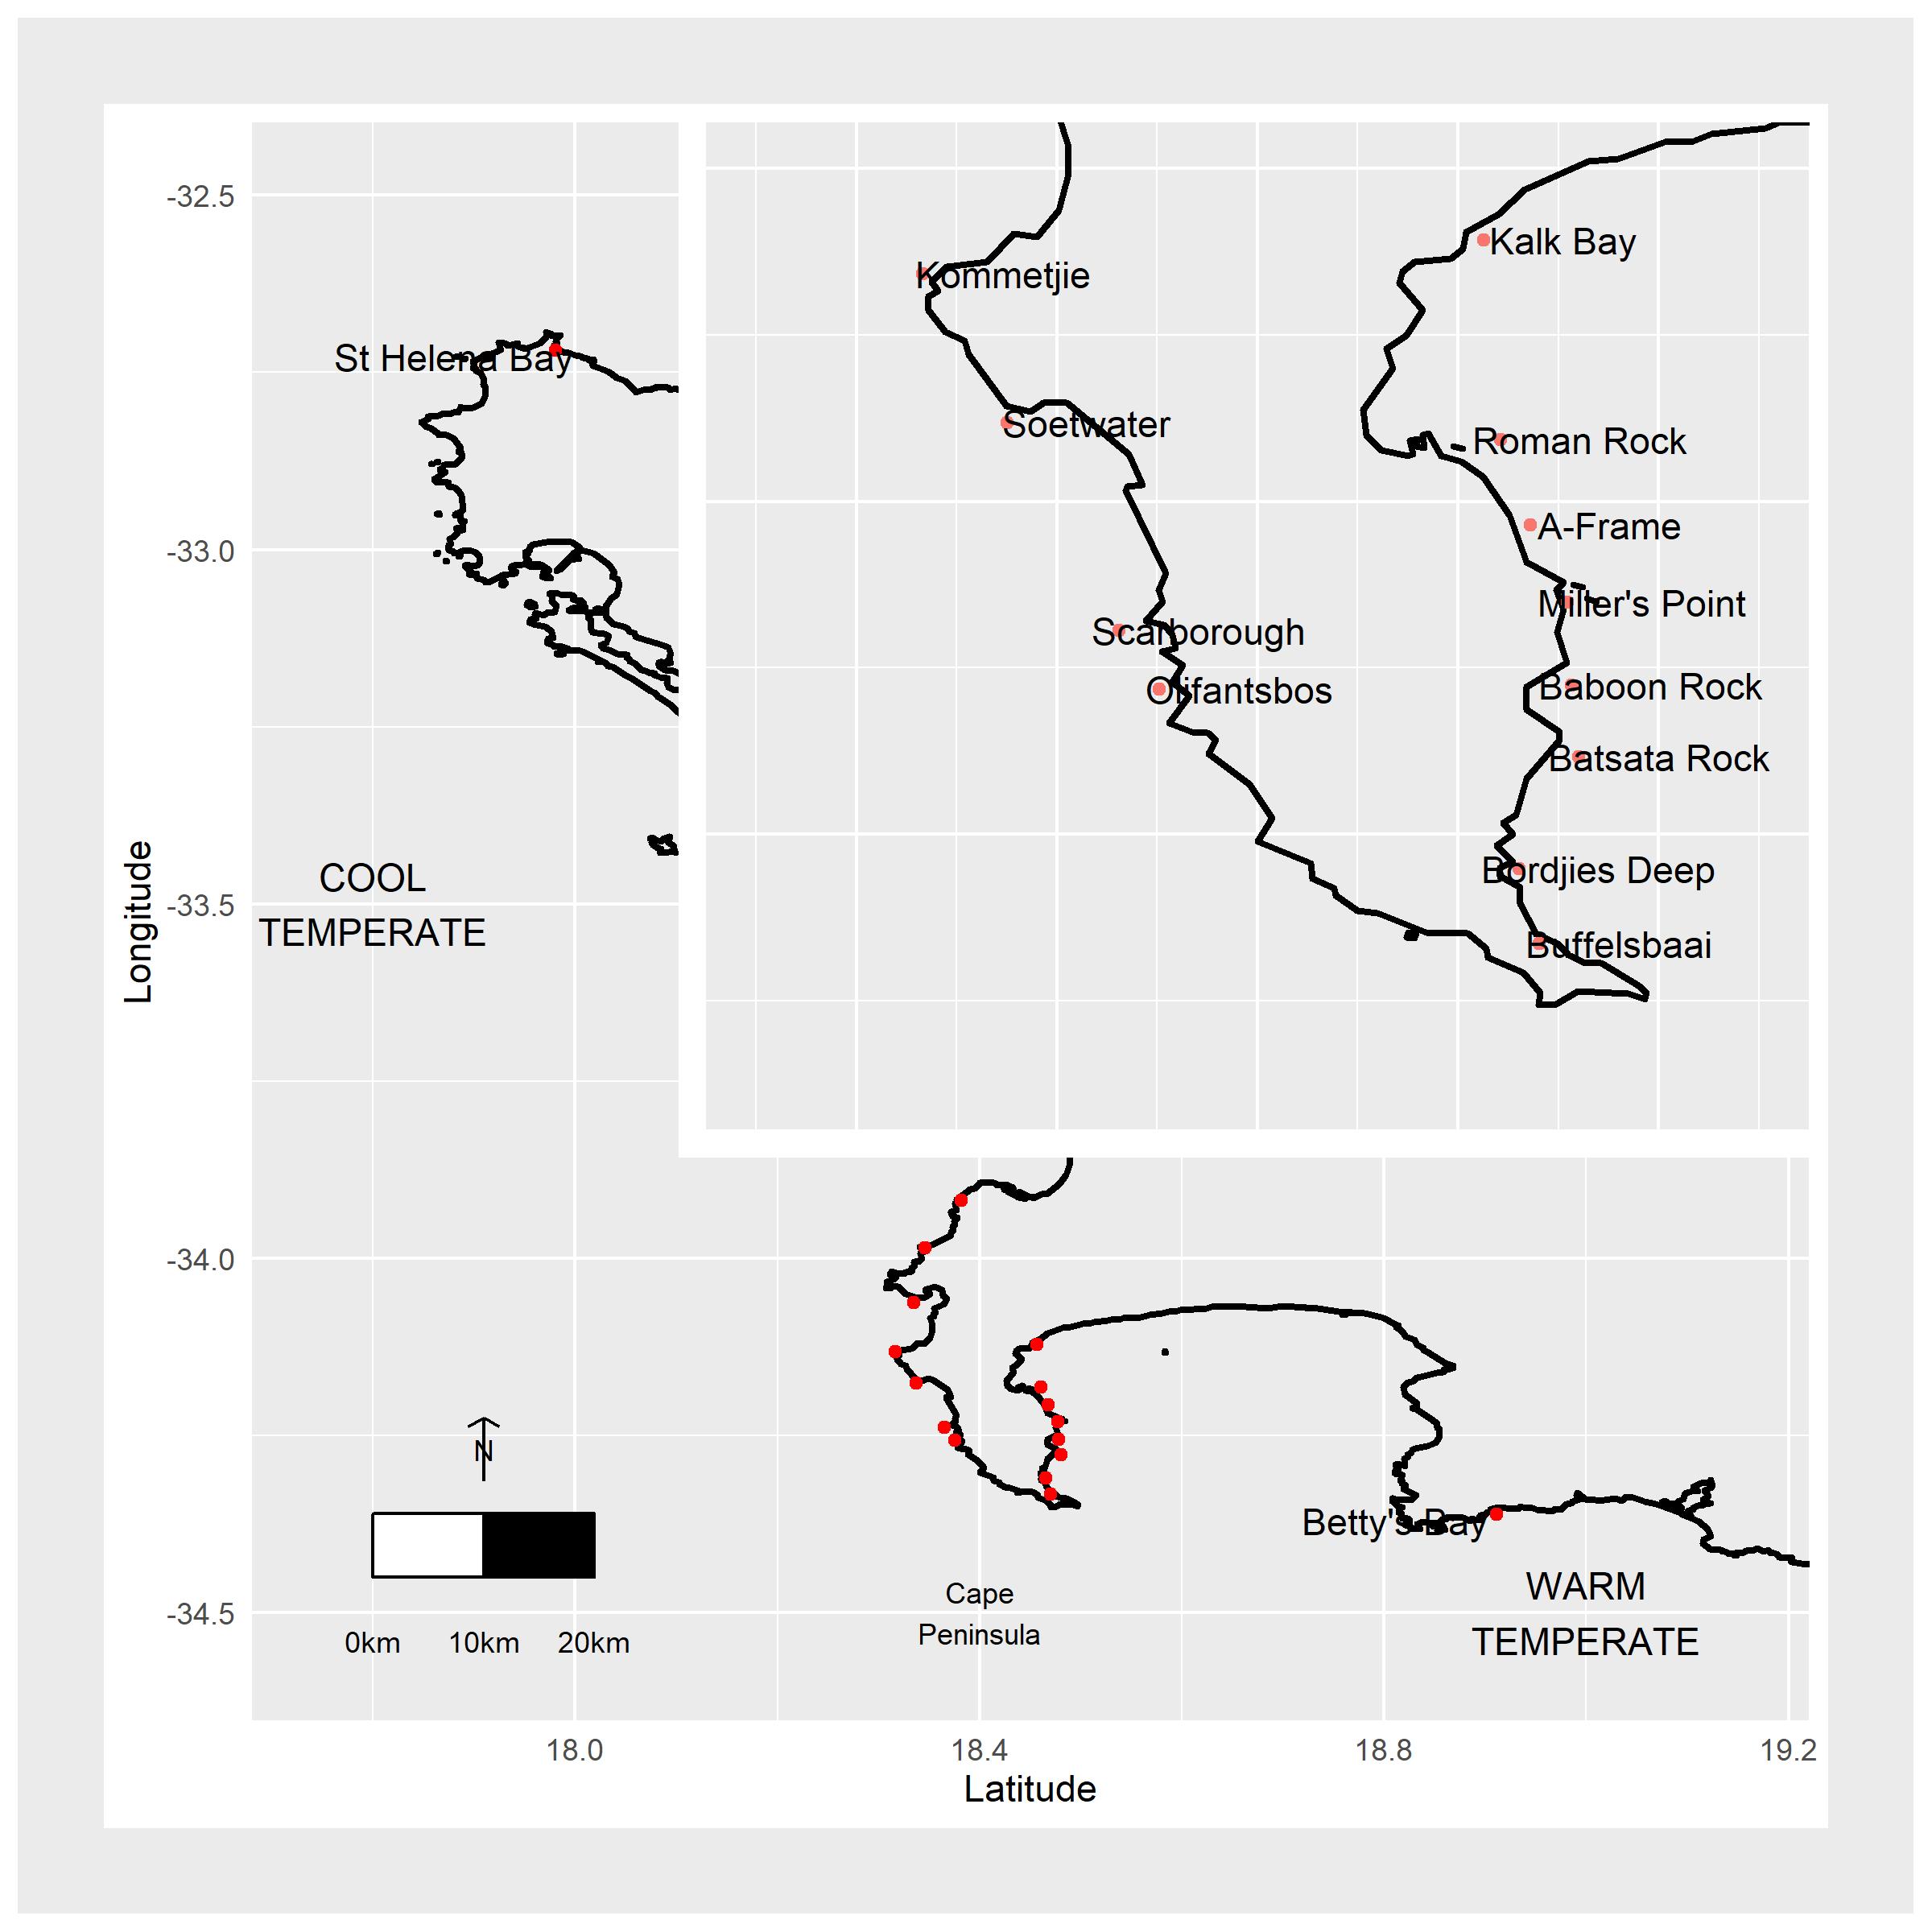 -32.5
Kalk Bay
Kommetjie
St Helena Bay
Soetwater
Roman Rock
A-Frame
-33.0
Miller's Point
Scarborough
Olifantsbos
Baboon Rock
Batsata Rock
Bordjies Deep
COOL
TEMPERATE
-33.5
Longitude
Buffelsbaai
-34.0
N
Betty's Bay
Cape
Peninsula
WARM
TEMPERATE
-34.5
0km 10km 20km
18.0 18.4 18.8 19.2
Latitude